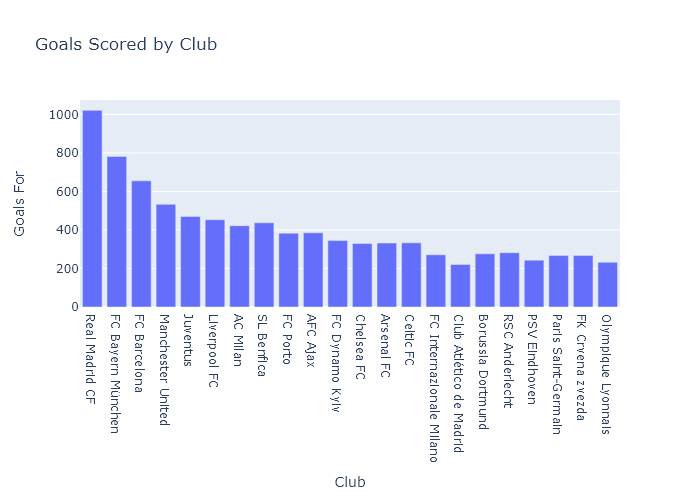 Goals Scored by Club
Goals For
1000
800
600
400
200
0
Real Madrid CF
FC Bayern München
FC Barcelona
Manchester United
Juventus
Liverpool FC
AC Milan
SL Benfica
FC Porto
AFC Ajax
FC Dynamo Kyiv
Chelsea FC
Arsenal FC
Celtic FC
FC Internazionale Milano
Club Atlético de Madrid
Borussia Dortmund
RSC Anderlecht
PSV Eindhoven
Paris Saint-Germain
FK Crvena zvezda
Olympique Lyonnais
Club